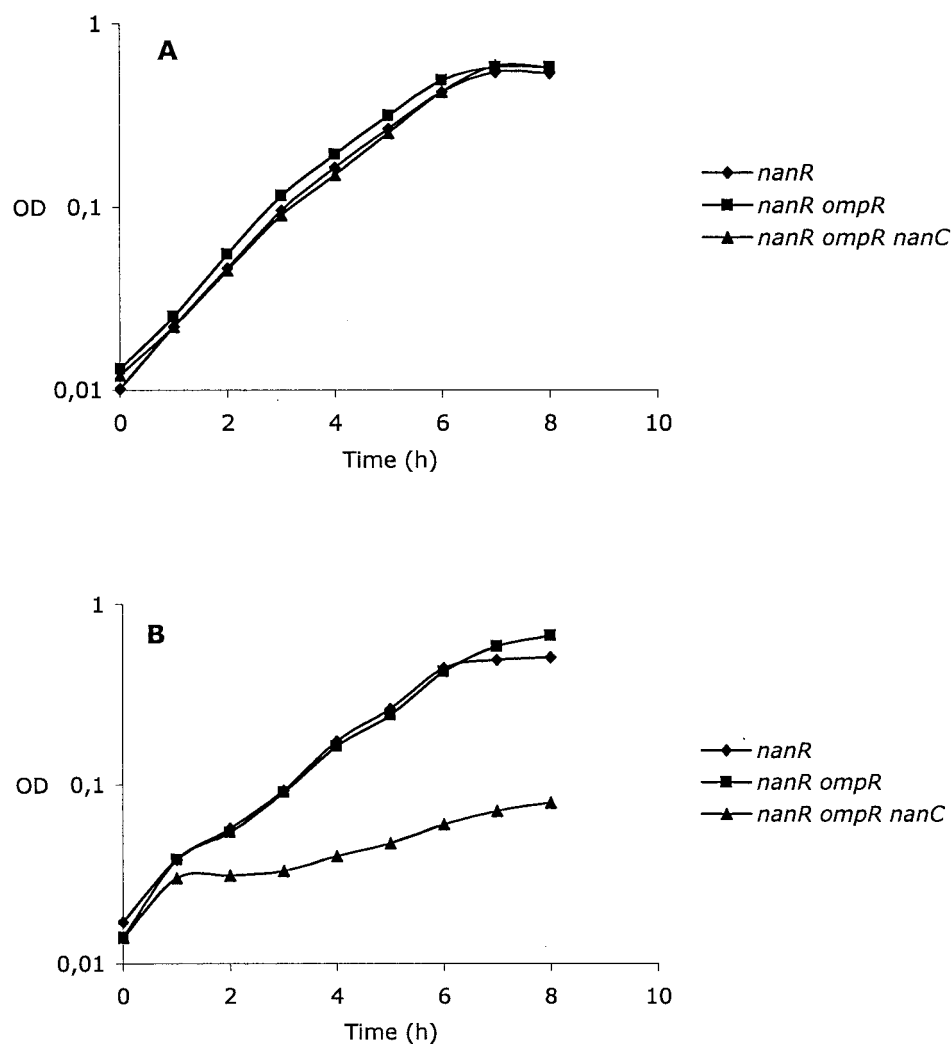 A
1
OD
0,1
0,01
0 2 4 6 8 10
Time (h)
nanR
nanR ompR
nanR ompR nanC
B
1
OD
0,1
0,01
0 2 4 6 8 10
Time (h)
nanR
nanR ompR
nanR ompR nanC